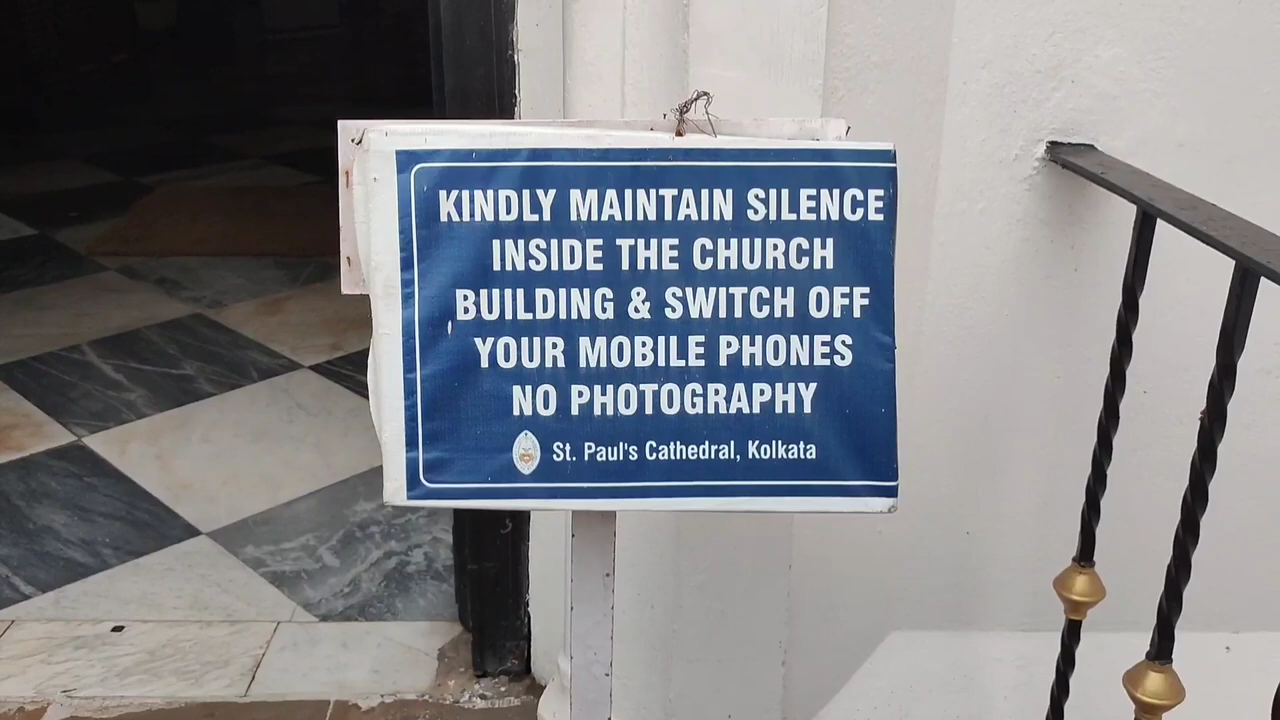 KINDLY MAINTAIN SILENCE
INSIDE THE CHURCH
BUILDING & SWITCH OFF
YOUR MOBILE PHONES
NO PHOTOGRAPHY
St. Paul's Cathedral, Kolkata